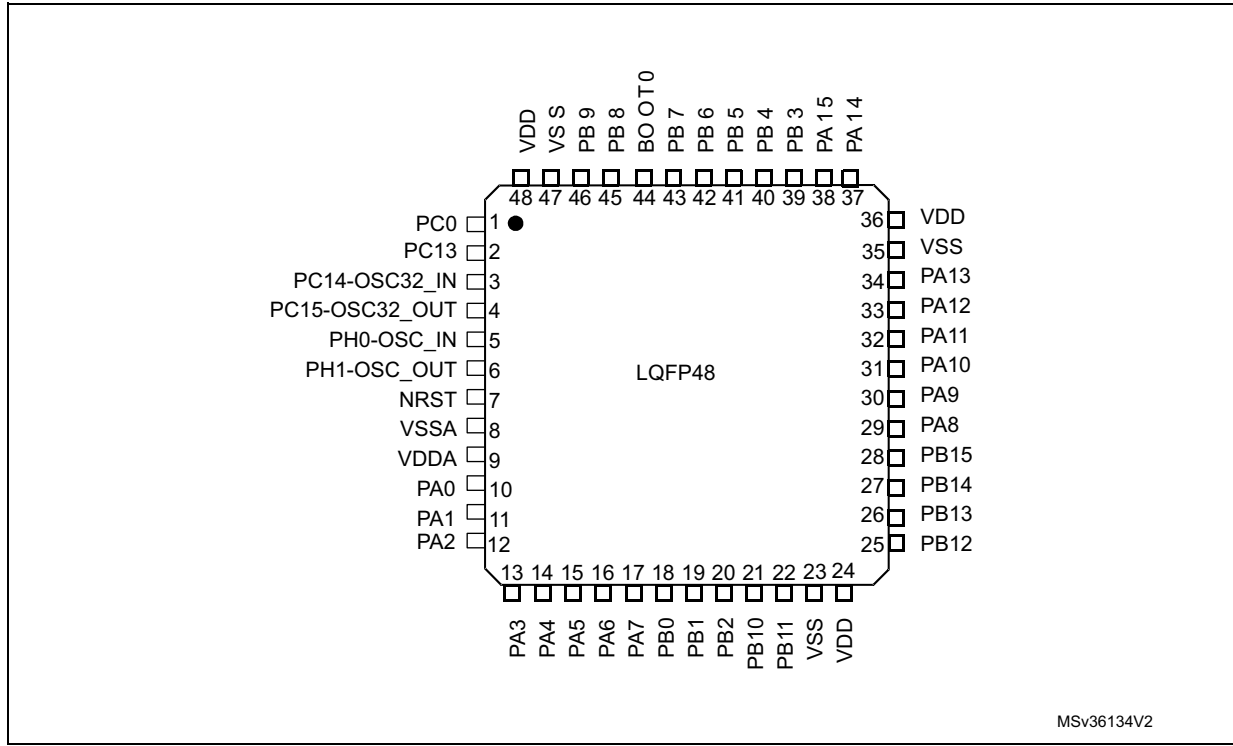 VDD
VSS
PB9
PB8
BOOT0
PB7
PB6
PB5
PB4
PB3
PA15
PA14
48 47 46 45 44 43 42 41 40 39 38 37
PC0 1
PC13 2
PC14-OSC32_IN 3
PC15-OSC32_OUT 4
PH0-OSC_IN 5
PH1-OSC_OUT 6
NRST 7
VSSA 8
VDDA 9
PA0 10
PA1 11
PA2 12
LQFP48
36 VDD
35 VSS
34 PA13
33 PA12
32 PA11
31 PA10
30 PA9
29 PA8
28 PB15
27 PB14
26 PB13
25 PB12
13 14 15 16 17 18 19 20 21 22 23 24
PA3
PA4
PA5
PA6
PA7
PB0
PB1
PB2
PB10
PB11
VSS
VDD
MSv36134V2